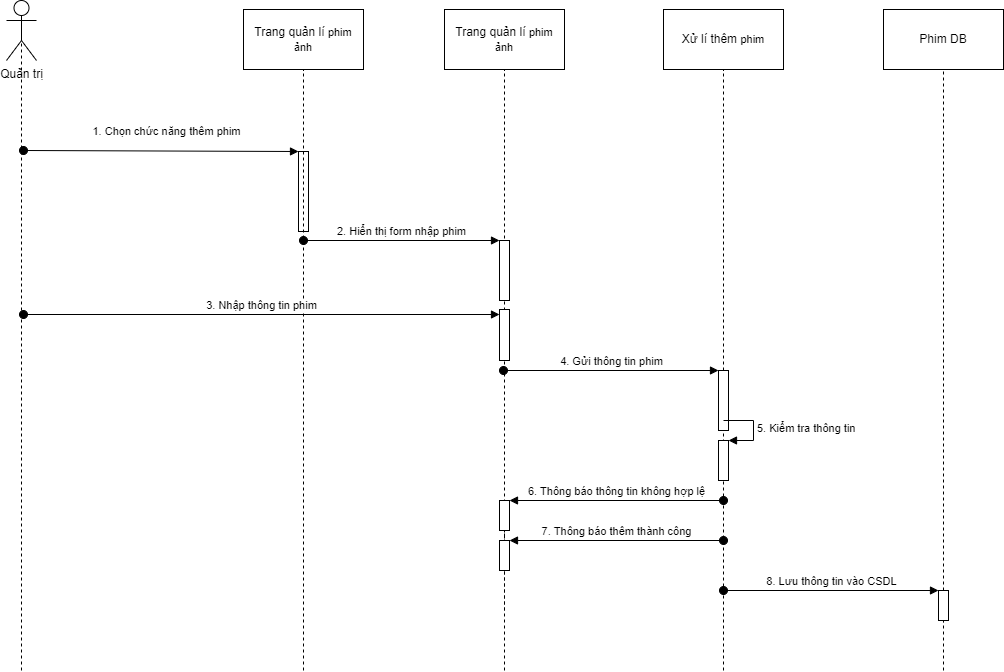 Quản trị
Trang quản lí phim
ảnh
Trang quản lí phim
ảnh
Xử lí thêm phim
Phim DB
1. Chọn chức năng thêm phim
2. Hiển thị form nhập phim
3. Nhập thông tin phim
4. Gửi thông tin phim
5. Kiểm tra thông tin
6. Thông báo thông tin không hợp lệ
7. Thông báo thêm thành công
8. Lưu thông tin vào CSDL